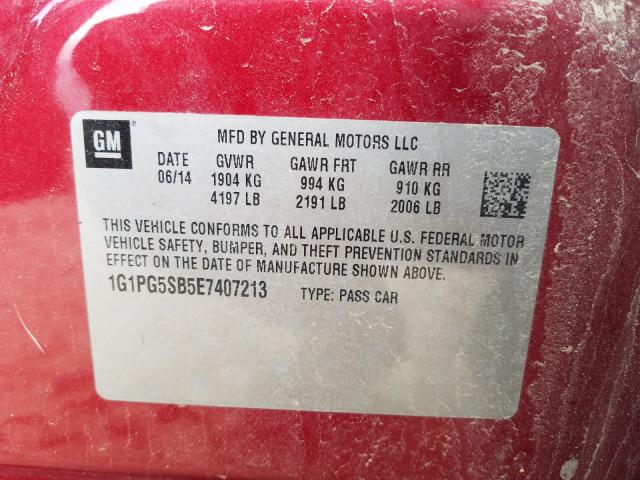 GM
MFD BY GENERAL MOTORS LLC
DATE GVWR GAWR FRT GAWR RR
06/14 1904 KG 994 KG 910 KG
4197 LB 2191 LB 2006 LB
THIS VEHICLE CONFORMS TO ALL APPLICABLE U.S. FEDERAL MOTOR
VEHICLE SAFETY, BUMPER, AND THEFT PREVENTION STANDARDS IN
EFFECT ON THE DATE OF MANUFACTURE SHOWN ABOVE.
1G1PG5SB5E7407213 TYPE: PASS CAR